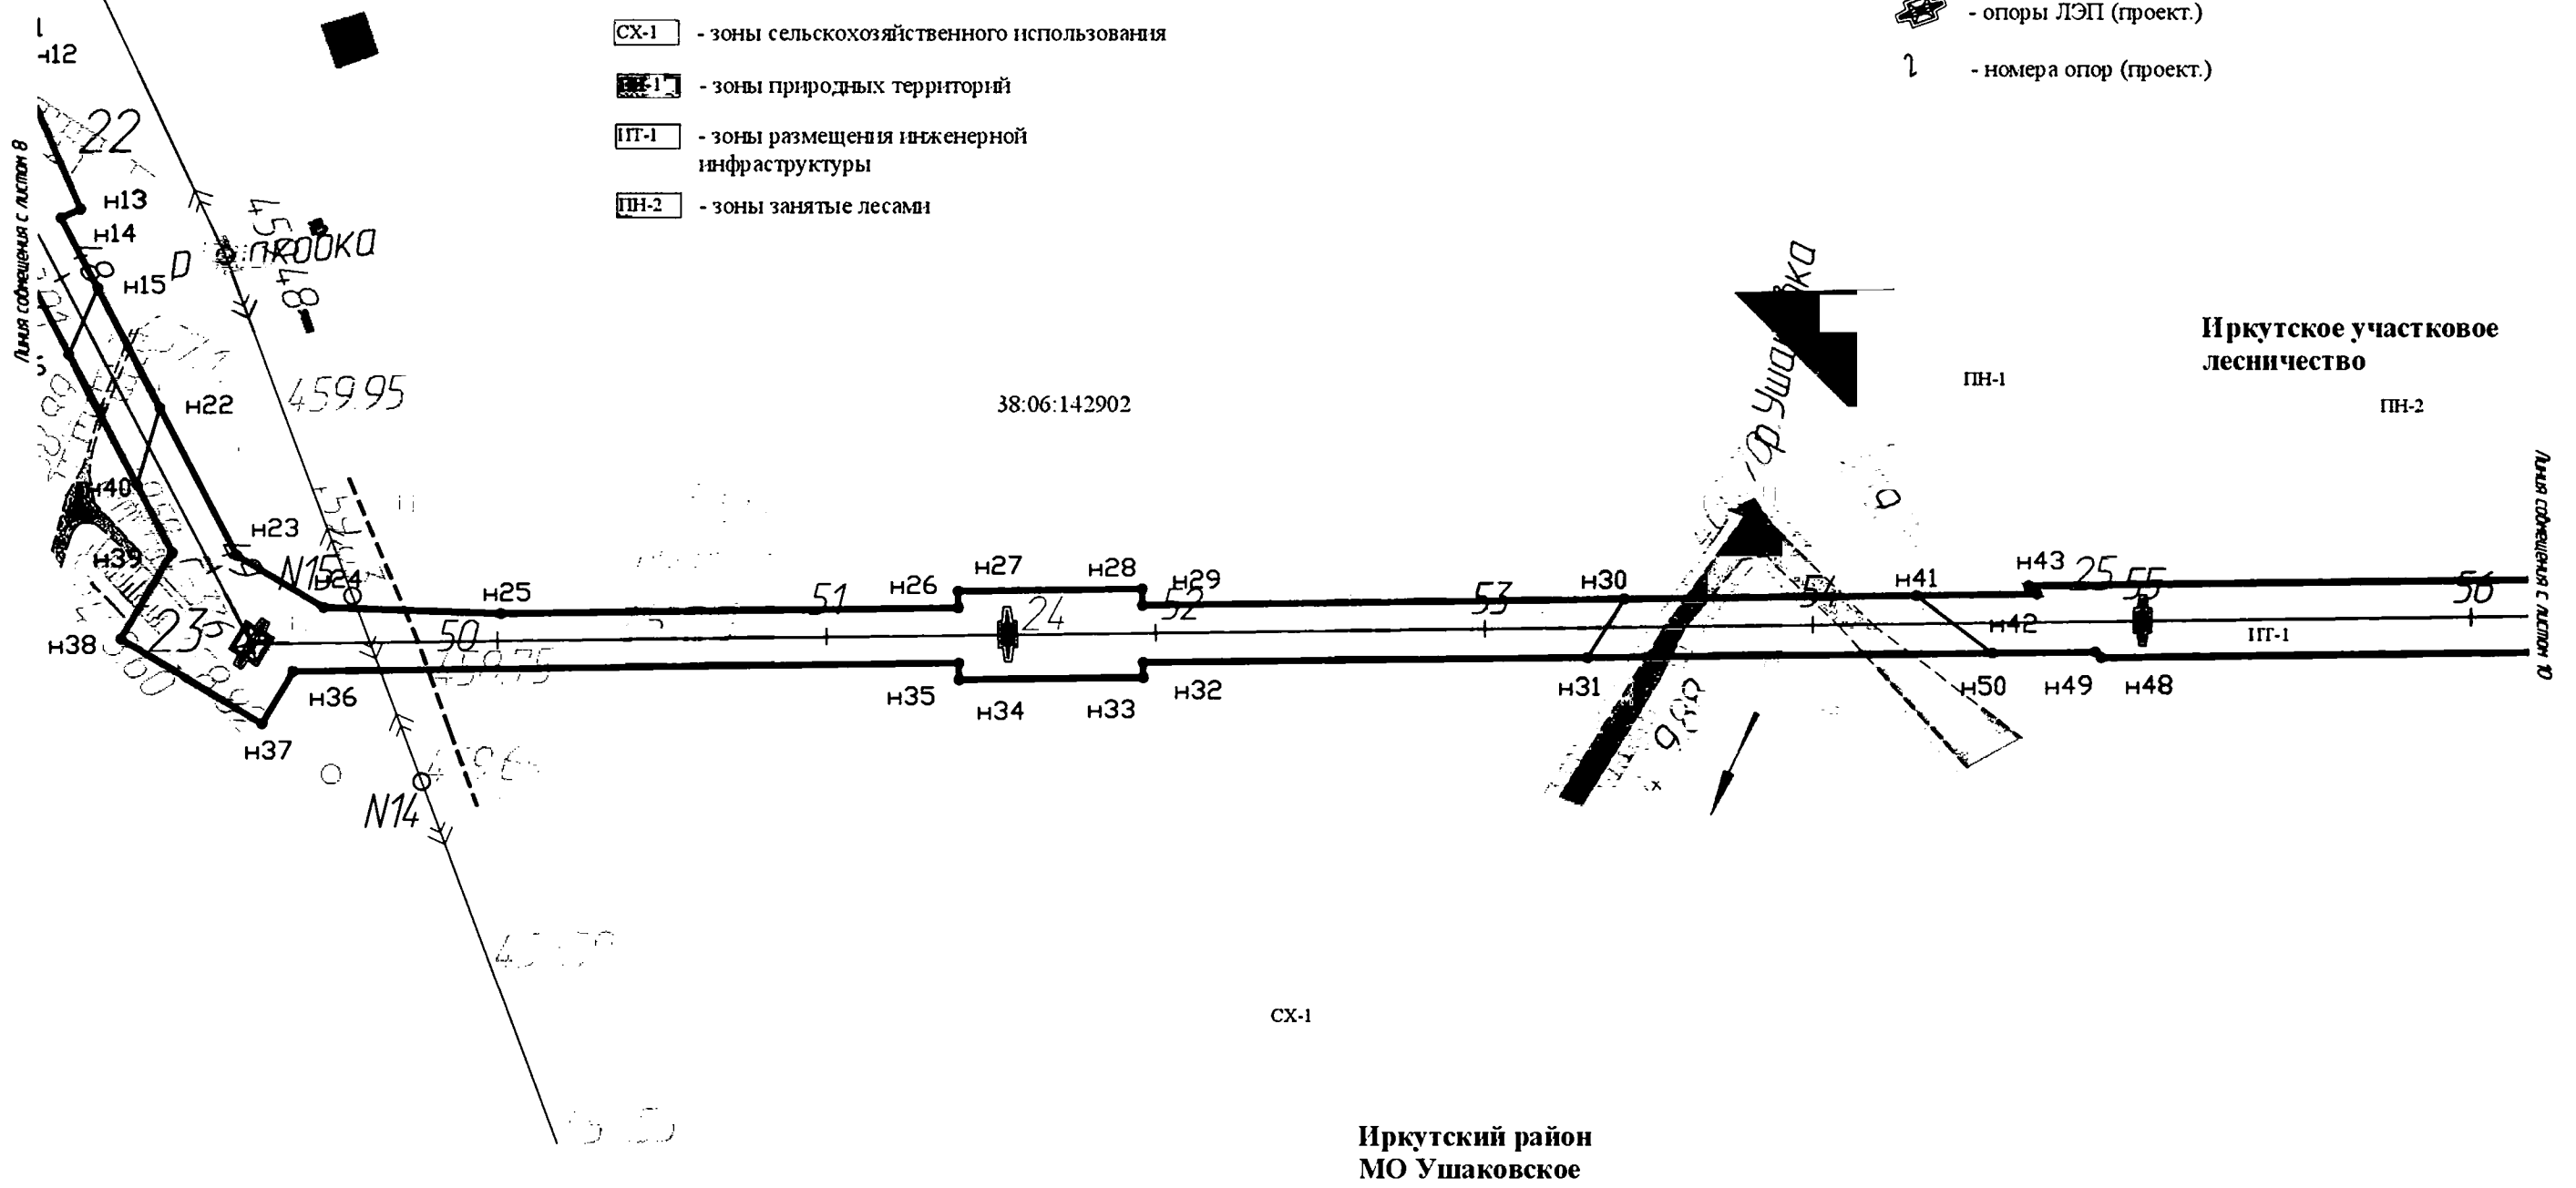 СХ-1 - зоны сельскохозяйственного использования
- зоны природных территорий
ИТ-1 - зоны размещения инженерной
инфраструктуры
ПН-2 - зоны занятые лесами
- опоры ЛЭП (проект.)
- номера опор (проект.)
н12
22
Линия совмещения с листом 8
н13
н14
н15
н22
459.95
38:06:142902
р.Уша
Иркутское участковое
лесничество
ПН-1
ПН-2
Линия совмещения с листом 10
н40
н39
н23
N15
н24
н25
51
н26
н27
н28
н29
24
52
53
н30
н41
н43
25
55
56
н42
ИТ-1
н38
23
50
459.75
н36
н37
н35
н34
н33
н32
н31
н50
н49
н48
N14
СХ-1
Иркутский район
МО Ушаковское